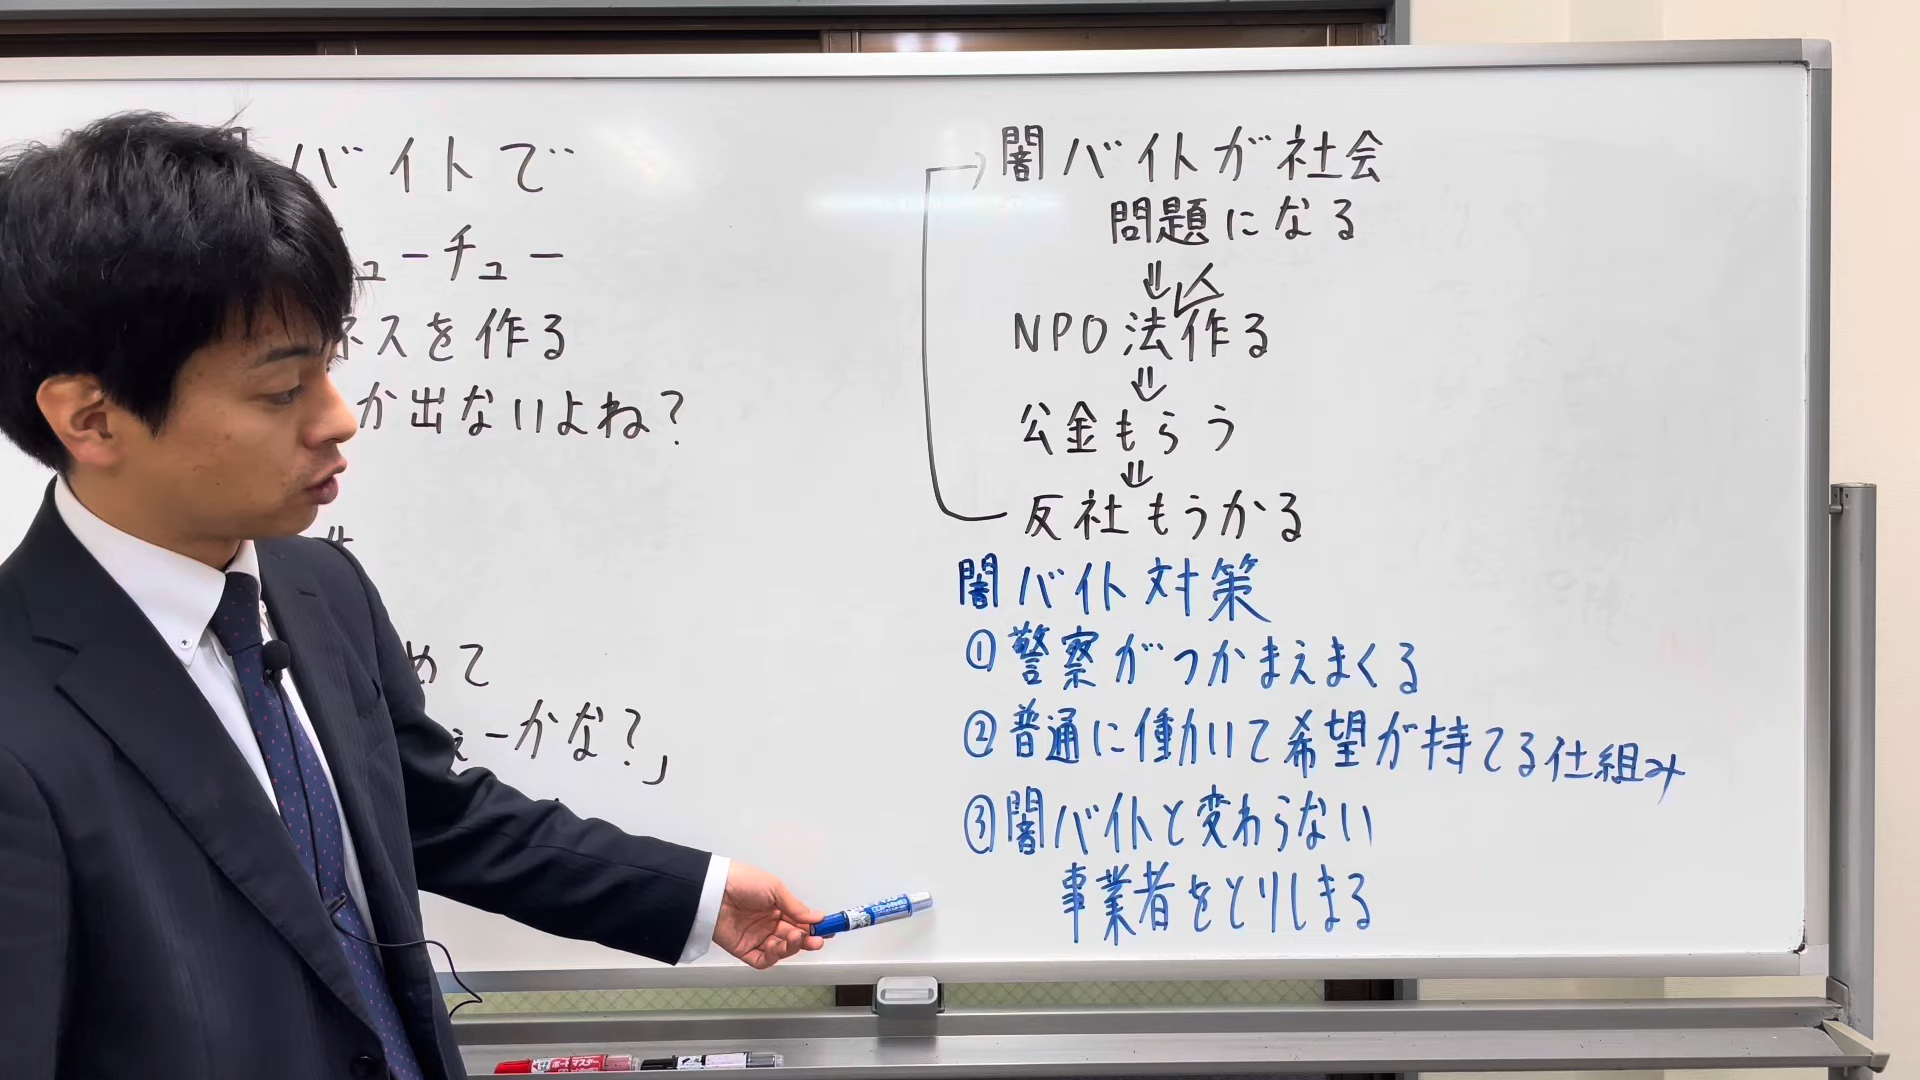 バイトで
ューチュー
ネスを作る
か出ないよね?
めて
ぇーかな?」
闇バイトが社会
問題になる
⇓
人
NPO法作る
⇓
公金もらう
⇓
反社もうかる
闇バイト対策
①警察がつかまえまくる
②普通に働いて希望が持てる仕組み
③闇バイトと変わらない
事業者をとりしまる